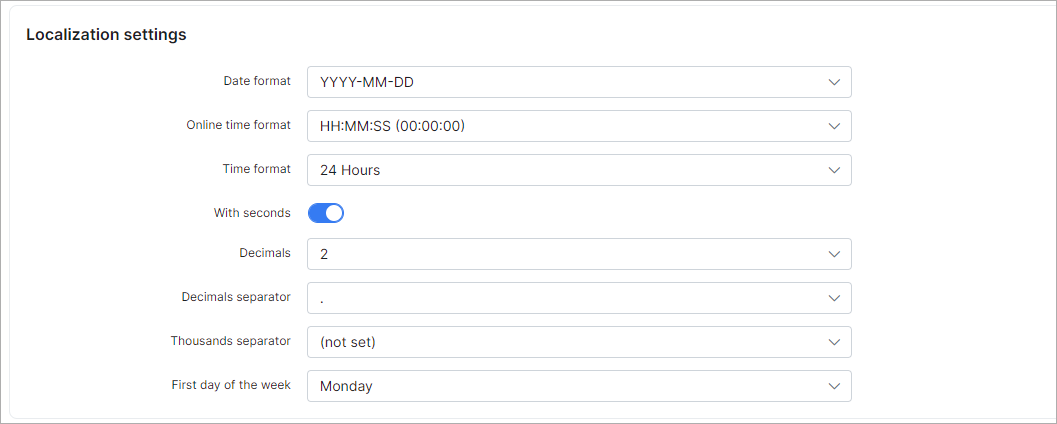 Localization settings
Date format YYYY-MM-DD
Online time format HH:MM:SS (00:00:00)
Time format 24 Hours
With seconds
Decimals 2
Decimals separator .
Thousands separator (not set)
First day of the week Monday